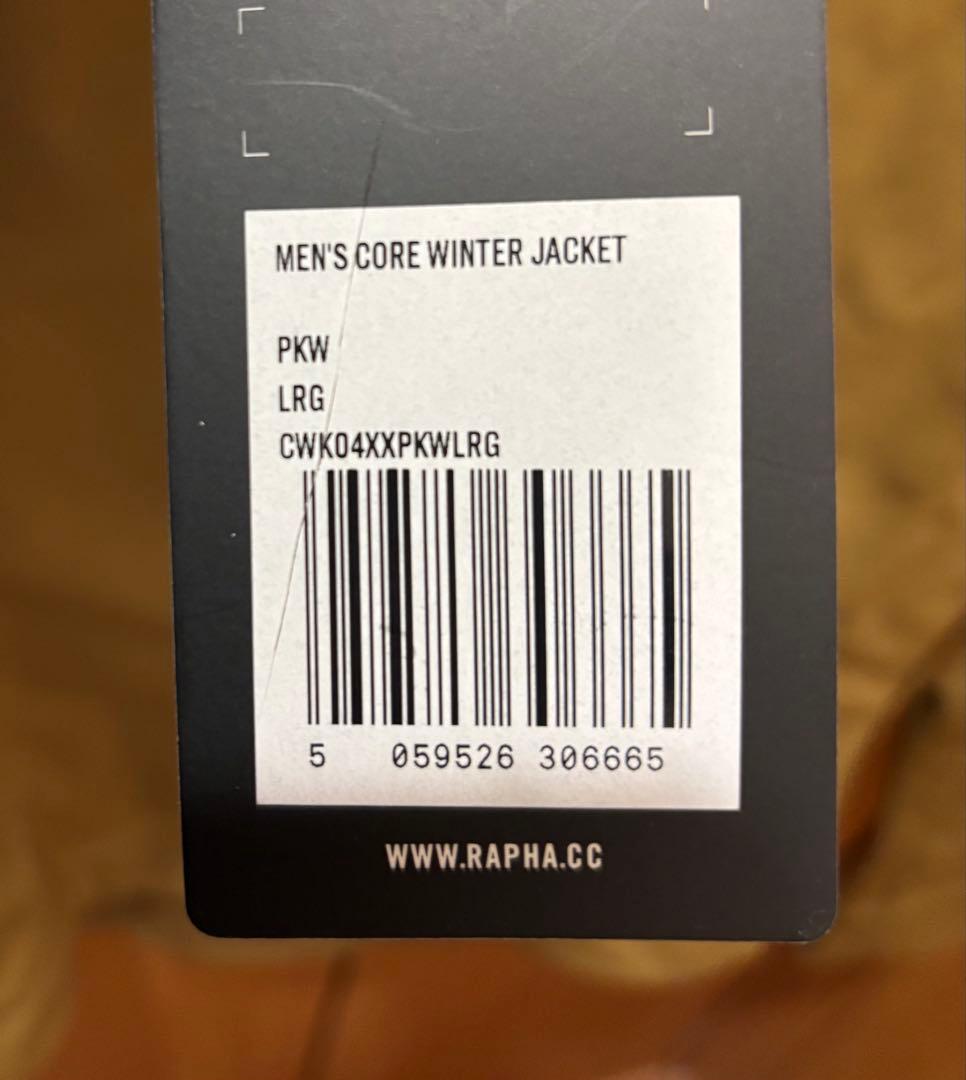 MEN'S CORE WINTER JACKET
PKW
LRG
CWK04XXPKWLRG
5 059526 306665
WWW.RAPHA.CC